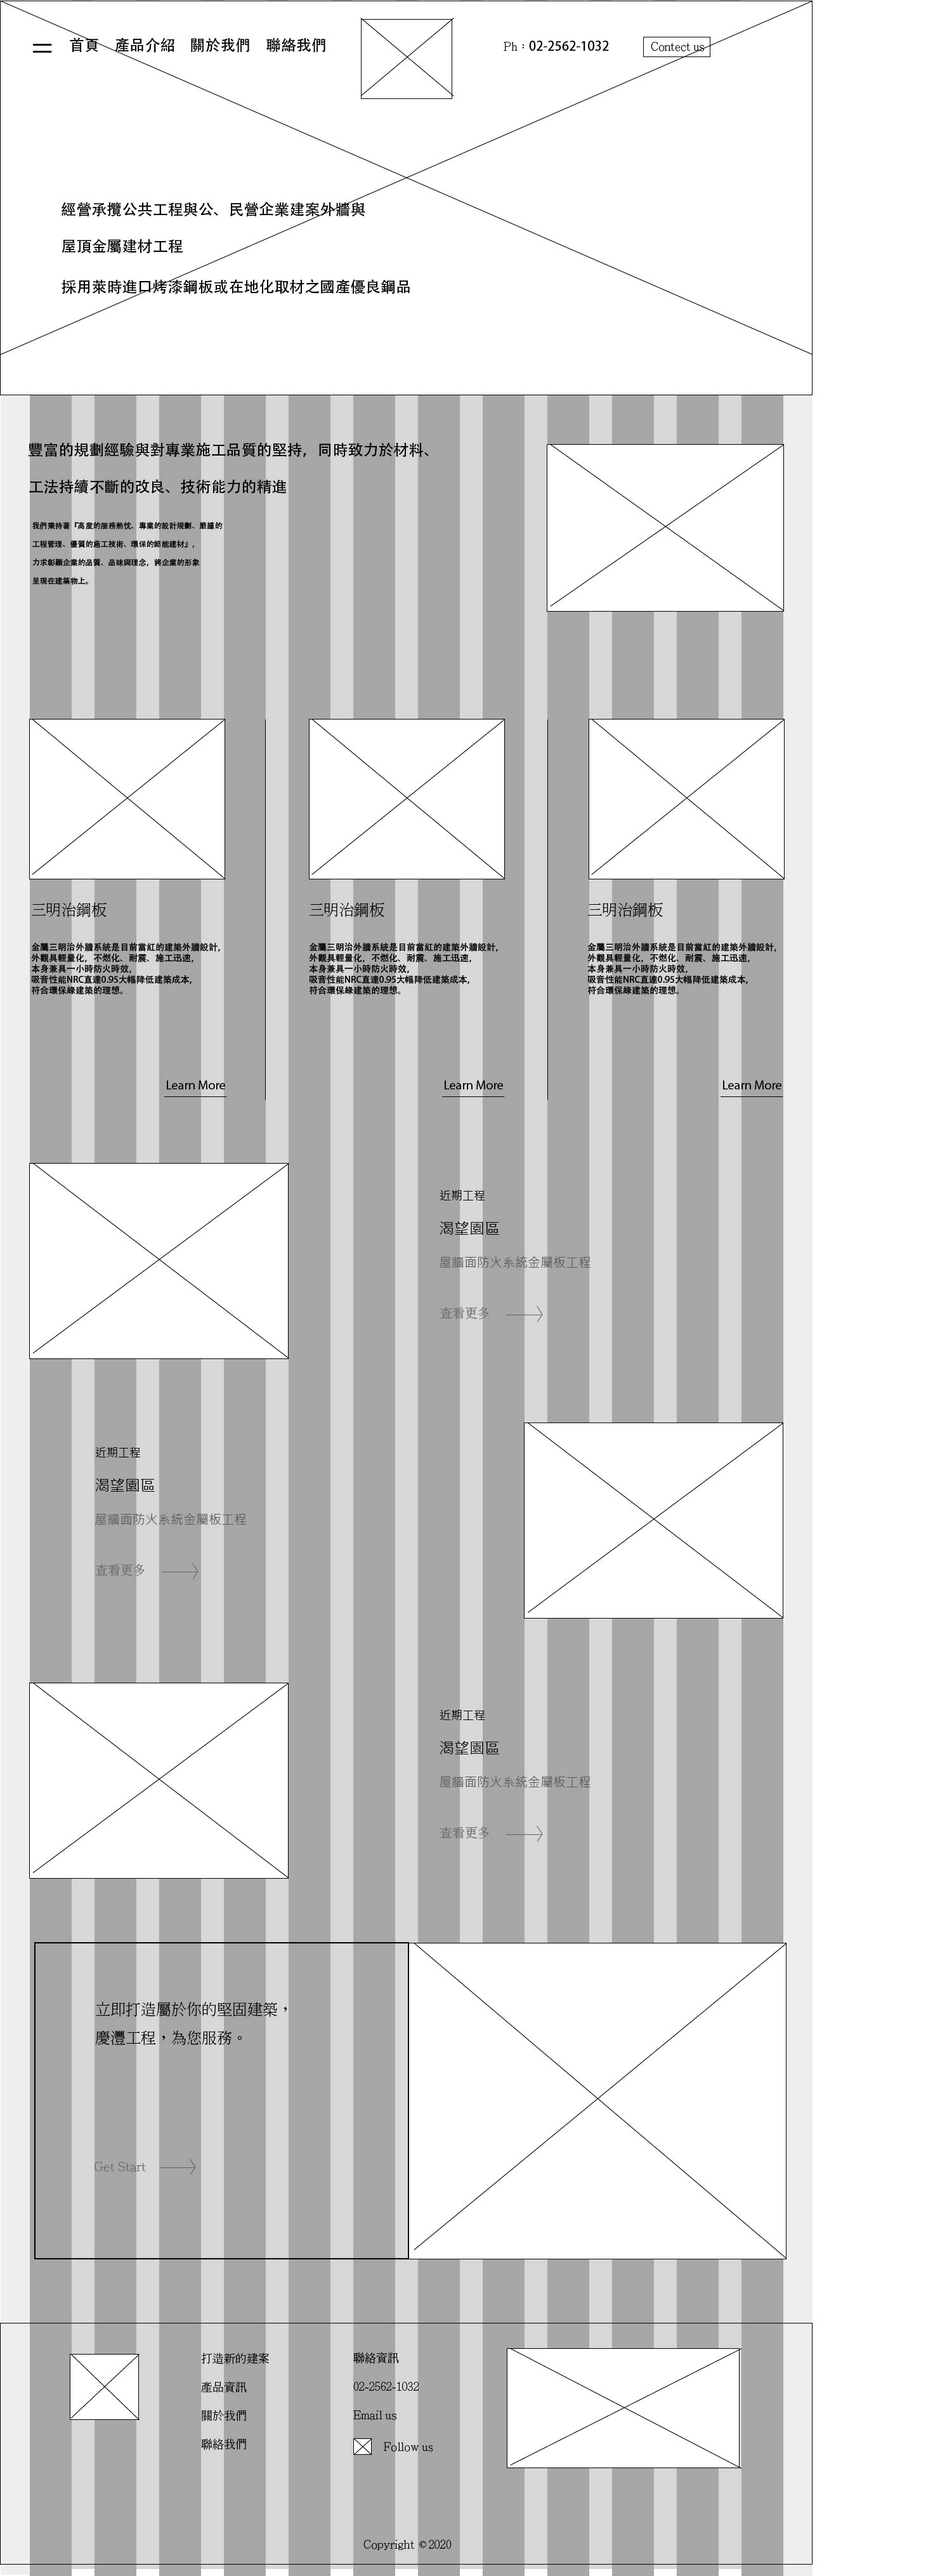 首頁 產品介紹 關於我們 聯絡我們
Ph：02-2562-1032
Contect us
經營承攬公共工程與公、民營企業建案外牆與
屋頂金屬建材工程
採用萊時進口烤漆鋼板或在地化取材之國產優良鋼品
豐富的規劃經驗與對專業施工品質的堅持，同時致力於材料、
工法持續不斷的改良、技術能力的精進
我們秉持著『高度的服務熱忱、專業的設計規劃、嚴謹的
工程管理、優質的施工技術、環保的節能建材』，
力求彰顯企業的品質、品味與理念，將企業的形象
呈現在建築物上。
三明治鋼板
金屬三明治外牆系統是目前當紅的建築外牆設計，
外觀具輕量化，不燃化、耐震、施工迅速，
本身兼具一小時防火時效，
吸音性能NRC直達0.95大幅降低建築成本，
符合環保綠建築的理想。
Learn More
三明治鋼板
金屬三明治外牆系統是目前當紅的建築外牆設計，
外觀具輕量化，不燃化、耐震、施工迅速，
本身兼具一小時防火時效，
吸音性能NRC直達0.95大幅降低建築成本，
符合環保綠建築的理想。
Learn More
三明治鋼板
金屬三明治外牆系統是目前當紅的建築外牆設計，
外觀具輕量化，不燃化、耐震、施工迅速，
本身兼具一小時防火時效，
吸音性能NRC直達0.95大幅降低建築成本，
符合環保綠建築的理想。
Learn More
近期工程
渴望園區
屋牆面防火系統金屬板工程
查看更多
近期工程
渴望園區
屋牆面防火系統金屬板工程
查看更多
近期工程
渴望園區
屋牆面防火系統金屬板工程
查看更多
立即打造屬於你的堅固建築，
慶灃工程，為您服務。
Get Start
打造新的建案
產品資訊
關於我們
聯絡我們
聯絡資訊
02-2562-1032
Email us
Follow us
Copyright ©2020